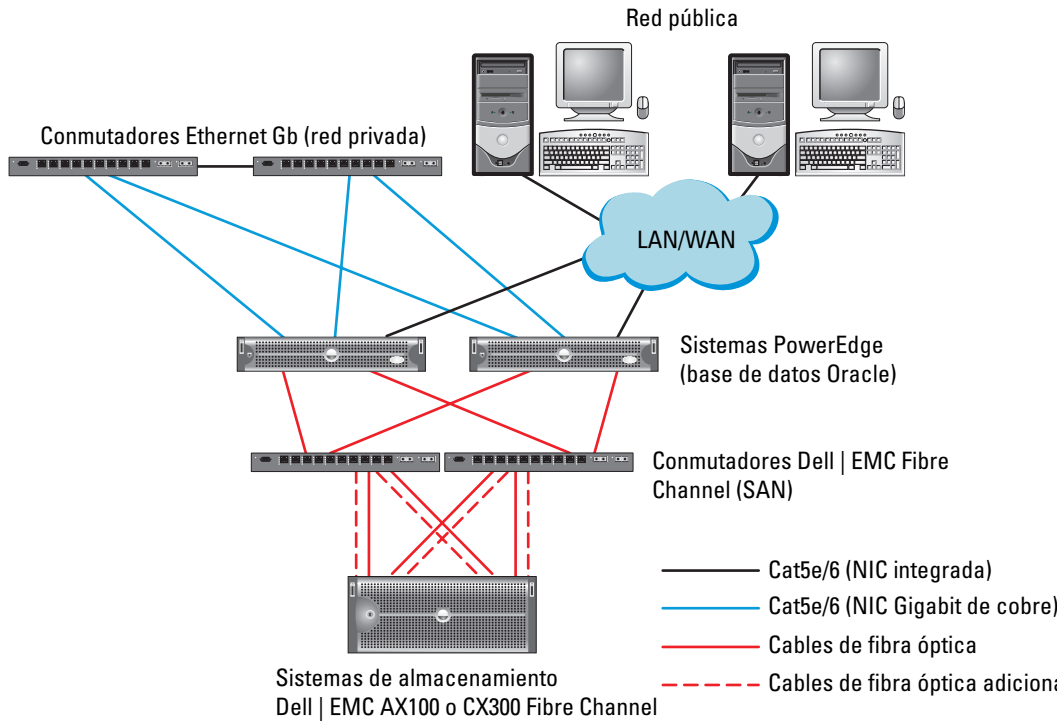 Red pública
Conmutadores Ethernet Gb (red privada)
LAN/WAN
Sistemas PowerEdge
(base de datos Oracle)
Conmutadores Dell | EMC Fibre
Channel (SAN)
Cat5e/6 (NIC integrada)
Cat5e/6 (NIC Gigabit de cobre)
Cables de fibra óptica
Cables de fibra óptica adiciona
Sistemas de almacenamiento
Dell | EMC AX100 o CX300 Fibre Channel